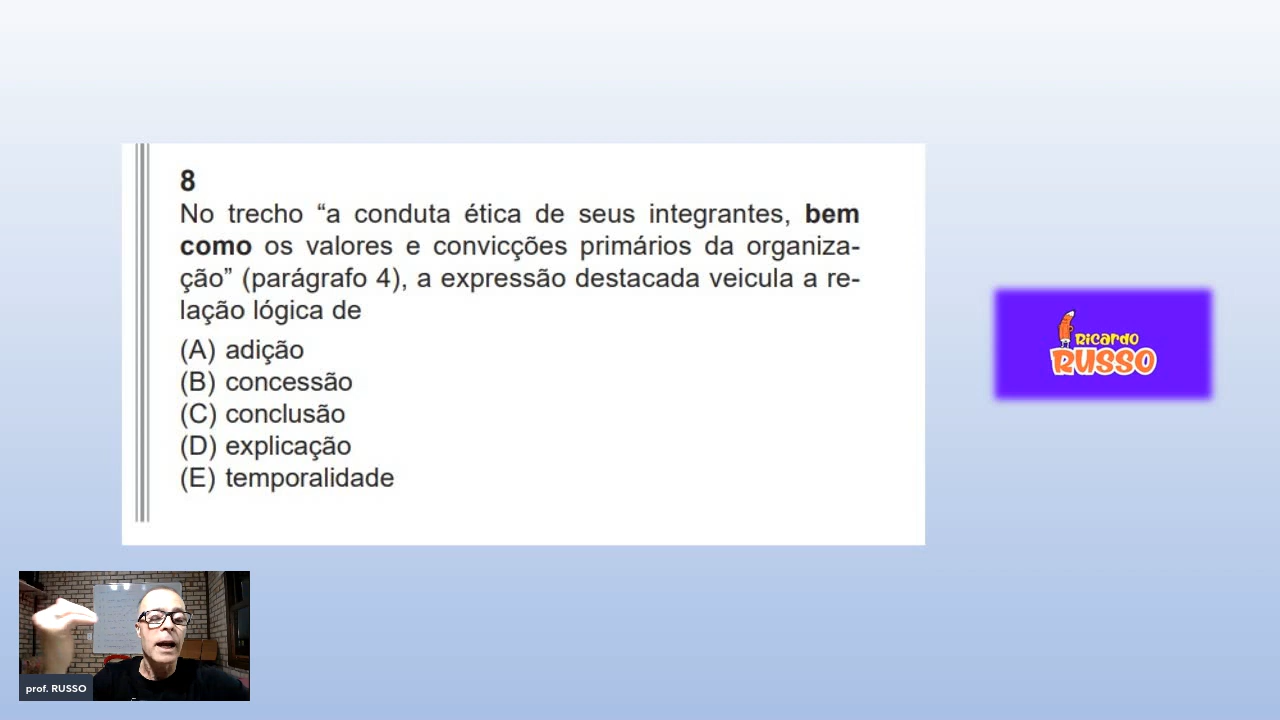 8
No trecho “a conduta ética de seus integrantes, bem
como os valores e convicções primários da organiza-
ção” (parágrafo 4), a expressão destacada veicula a re-
lação lógica de
(A) adição
(B) concessão
(C) conclusão
(D) explicação
(E) temporalidade
RICARDO
RUSSO
prof. RUSSO